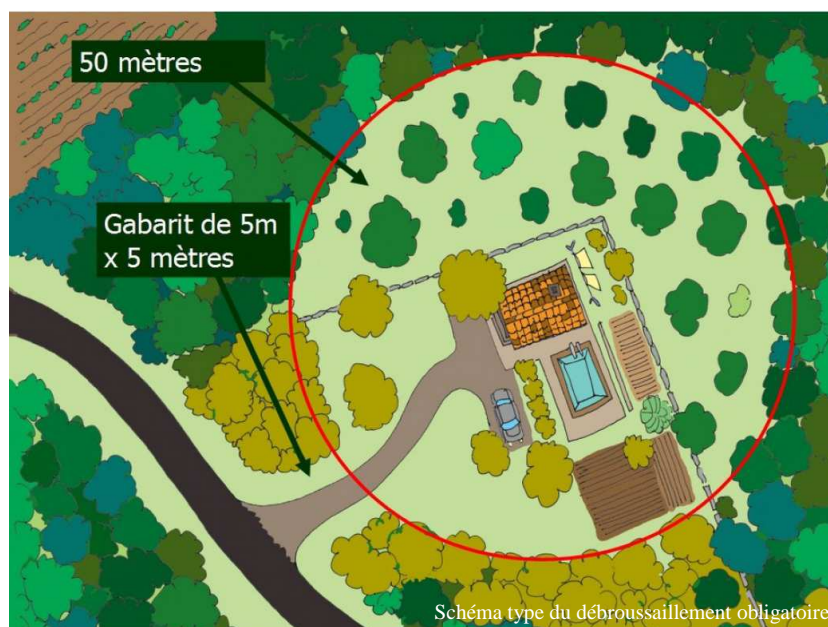 50 mètres
Gabarit de 5m
x 5 mètres
Schéma type du débroussaillement obligatoire